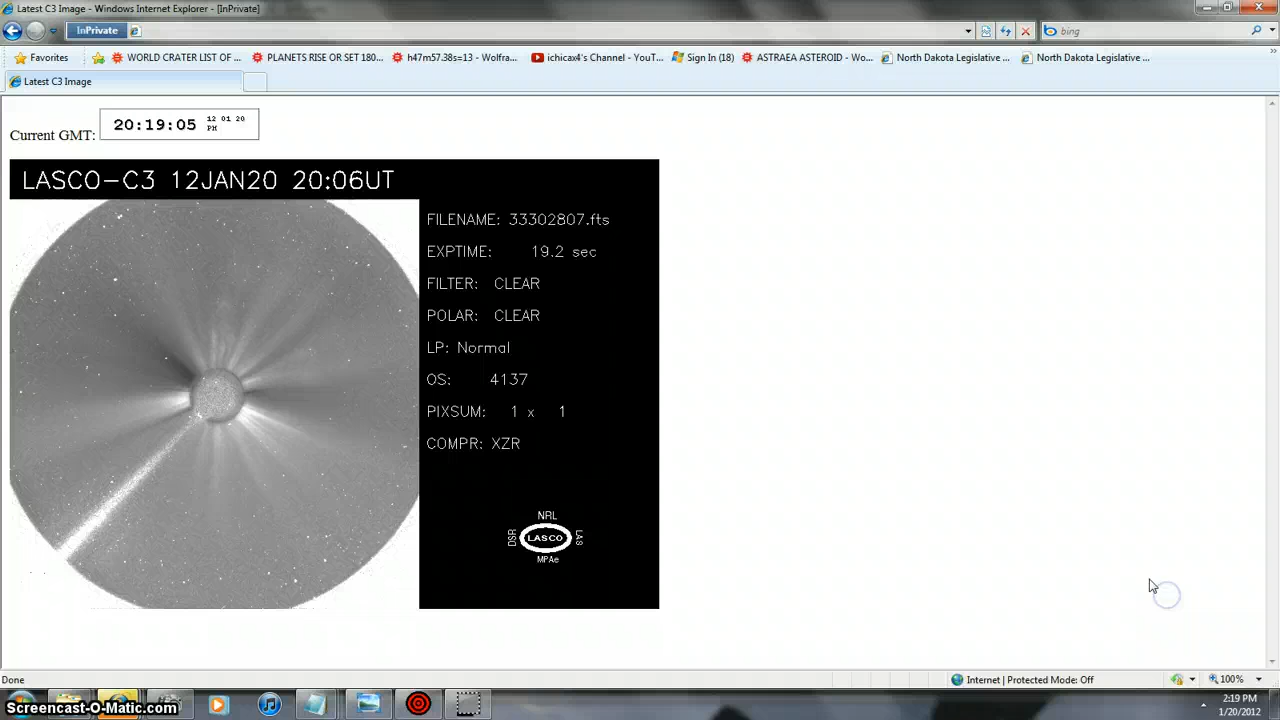 Latest C3 Image - Windows Internet Explorer - [InPrivate]
InPrivate
bing
Favorites
WORLD CRATER LIST OF ...
PLANETS RISE OR SET 180...
h47m57.38s=13 - Wolfra...
ichicax4's Channel - YouT...
Sign In (18)
ASTRAEA ASTEROID - Wo...
North Dakota Legislative ...
North Dakota Legislative ...
Latest C3 Image
Current GMT:
20:19:05 12 01 20
PM
LASCO-C3 12JAN20 20:06UT
FILENAME: 33302807.fts
EXPTIME: 19.2 sec
FILTER: CLEAR
POLAR: CLEAR
LP: Normal
OS: 4137
PIXSUM: 1 x 1
COMPR: XZR
NRL
DSR LASCO LAS
MPAe
Done
Internet | Protected Mode: Off
100%
Screencast-O-Matic.com
2:19 PM
1/20/2012